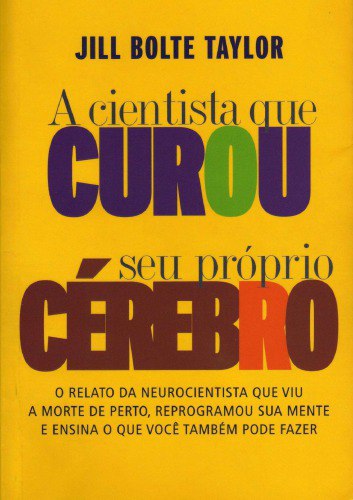 JILL BOLTE TAYLOR
A cientista que
CUROU
seu próprio
CÉREBRO
O RELATO DA NEUROCIENTISTA QUE VIU
A MORTE DE PERTO, REPROGRAMOU SUA MENTE
E ENSINA O QUE VOCÊ TAMBÉM PODE FAZER